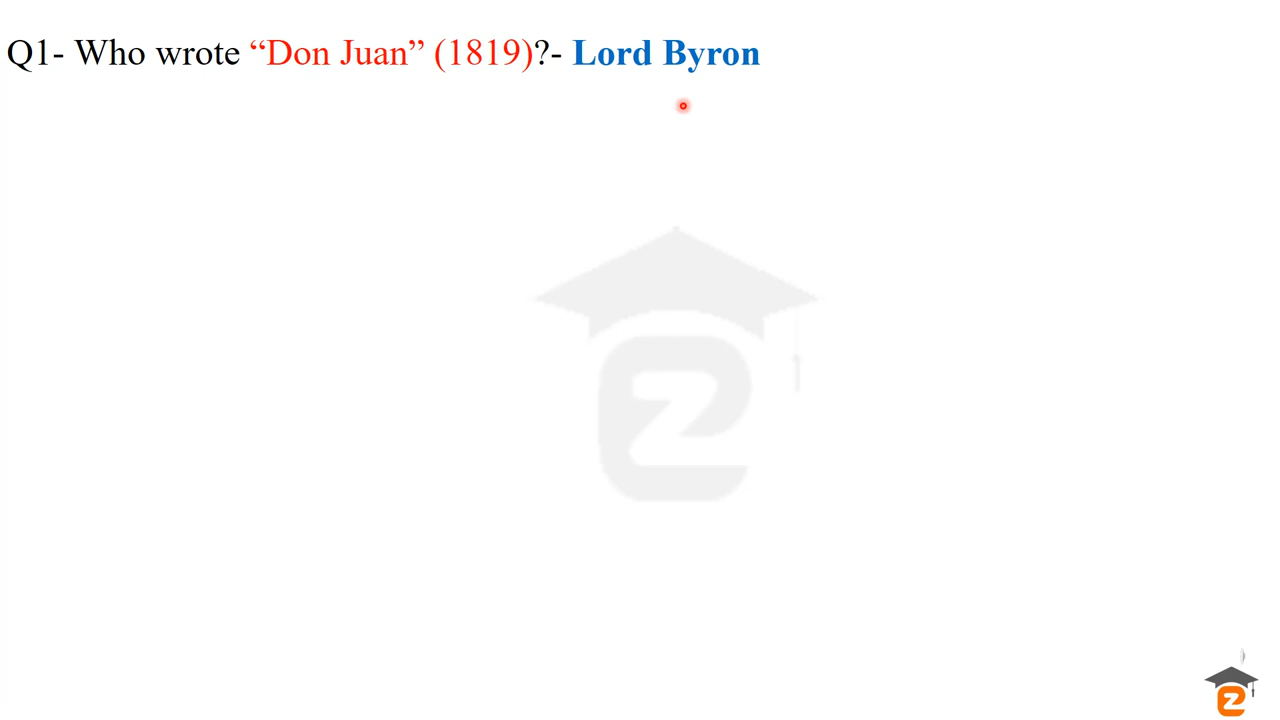 Q1- Who wrote “Don Juan” (1819)?- Lord Byron